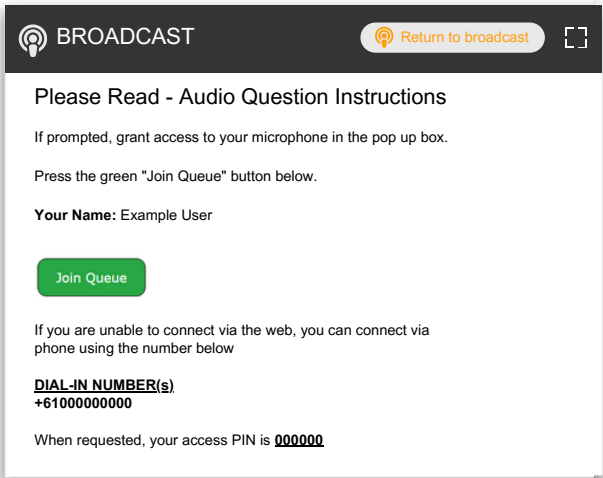 BROADCAST
Return to broadcast
Please Read - Audio Question Instructions
If prompted, grant access to your microphone in the pop up box.
Press the green "Join Queue" button below.
Your Name: Example User
Join Queue
If you are unable to connect via the web, you can connect via
phone using the number below
DIAL-IN NUMBER(s)
+61000000000
When requested, your access PIN is 000000